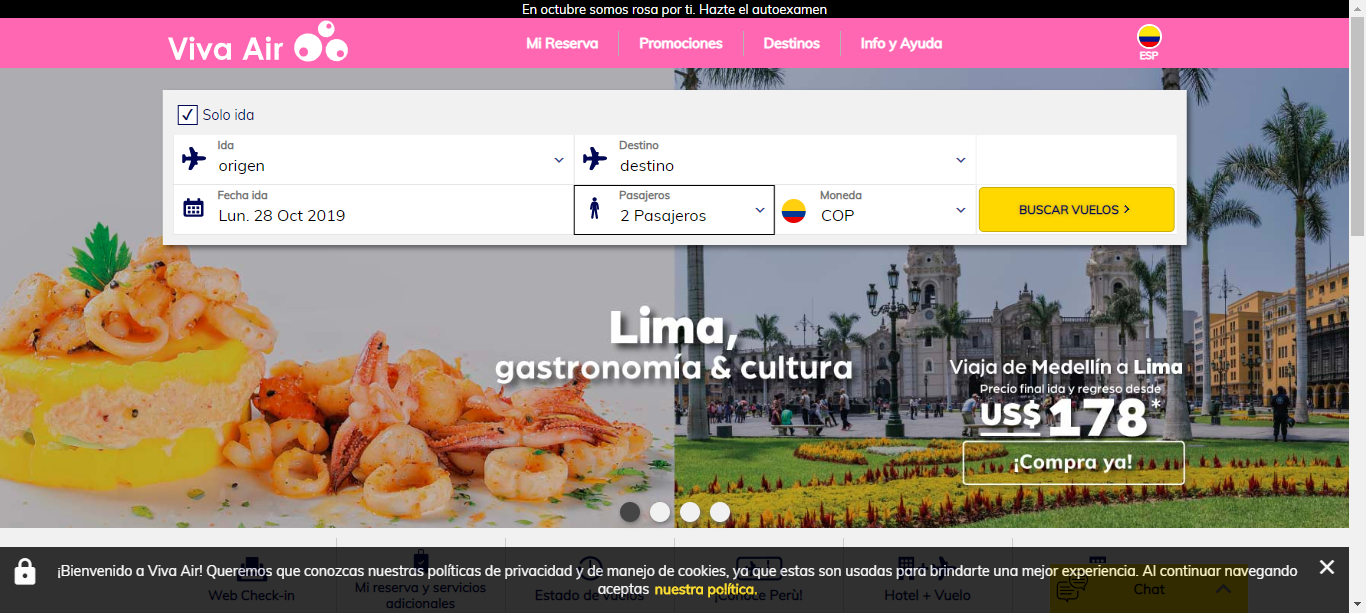 En octubre somos rosa por ti. Hazte el autoexamen
Viva Air
Mi Reserva
Promociones
Destinos
Info y Ayuda
ESP
Solo ida
Ida
origen
Destino
destino
Fecha ida
Lun. 28 Oct 2019
Pasajeros
2 Pasajeros
Moneda
COP
BUSCAR VUELOS
Lima,
gastronomía & cultura
Viaja de Medellín a Lima
Precio final ida y regreso desde
US$ 178*
¡Compra ya!
¡Bienvenido a Viva Air! Queremos que conozcas nuestras políticas de privacidad y de manejo de cookies, ya que estas son usadas para brindarte una mejor experiencia. Al continuar navegando
aceptas nuestra política.
Web Check-in
Mi reserva y servicios
adicionales
Estado de vuelos
¡Conoce Perù!
Hotel + Vuelo
Chat